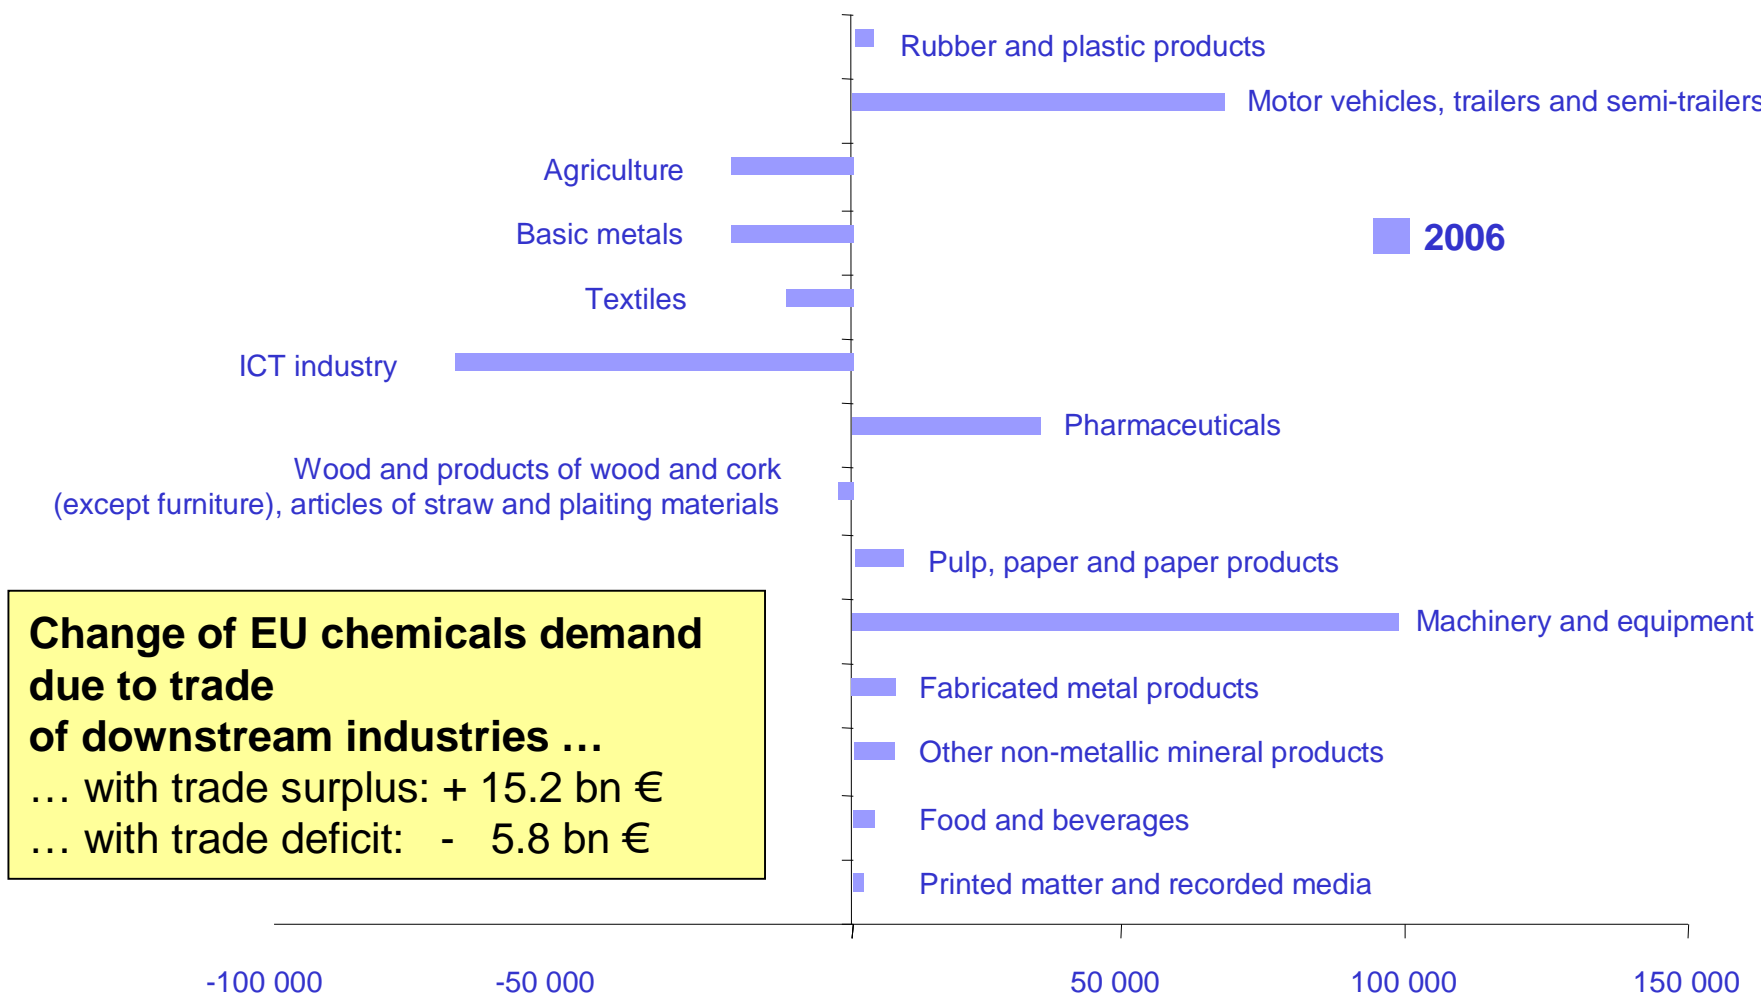 Rubber and plastic products
Motor vehicles, trailers and semi-trailers
Agriculture
Basic metals
2006
Textiles
ICT industry
Pharmaceuticals
Wood and products of wood and cork
(except furniture), articles of straw and plaiting materials
Pulp, paper and paper products
Machinery and equipment
Change of EU chemicals demand
due to trade
of downstream industries …
… with trade surplus: + 15.2 bn €
… with trade deficit: - 5.8 bn €
Fabricated metal products
Other non-metallic mineral products
Food and beverages
Printed matter and recorded media
-100 000 -50 000 50 000 100 000 150 000